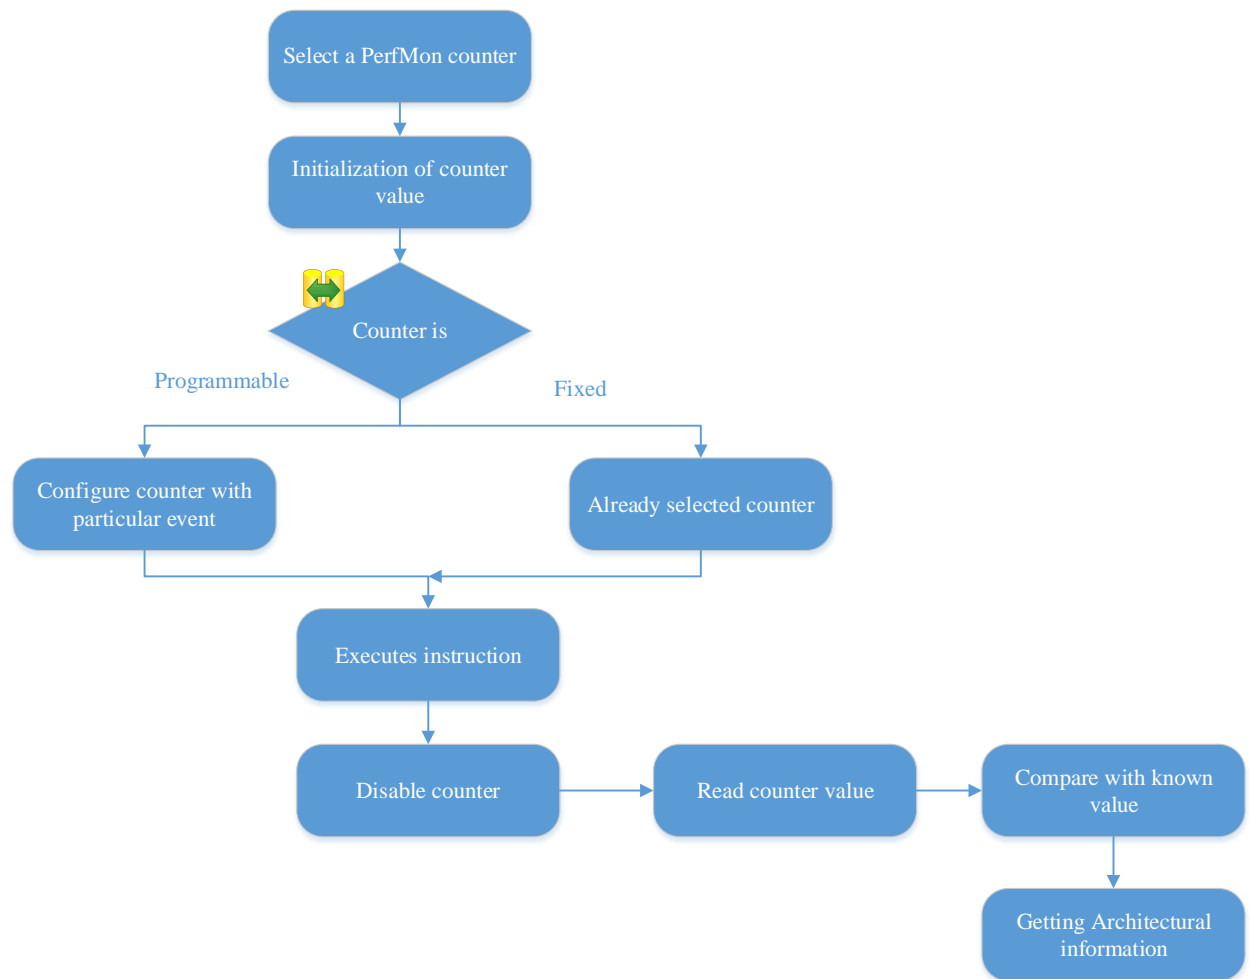 Select a PerfMon counter
Initialization of counter
value
Counter is
Programmable
Fixed
Configure counter with
particular event
Already selected counter
Executes instruction
Disable counter
Read counter value
Compare with known
value
Getting Architectural
information